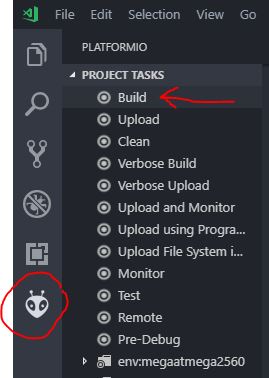 File Edit Selection View
PLATFORMIO
PROJECT TASKS
Build
Upload
Clean
Verbose Build
Verbose Upload
Upload and Monitor
Upload using Progra...
Upload File System i...
Monitor
Test
Remote
Pre-Debug
env:megaatmega2560